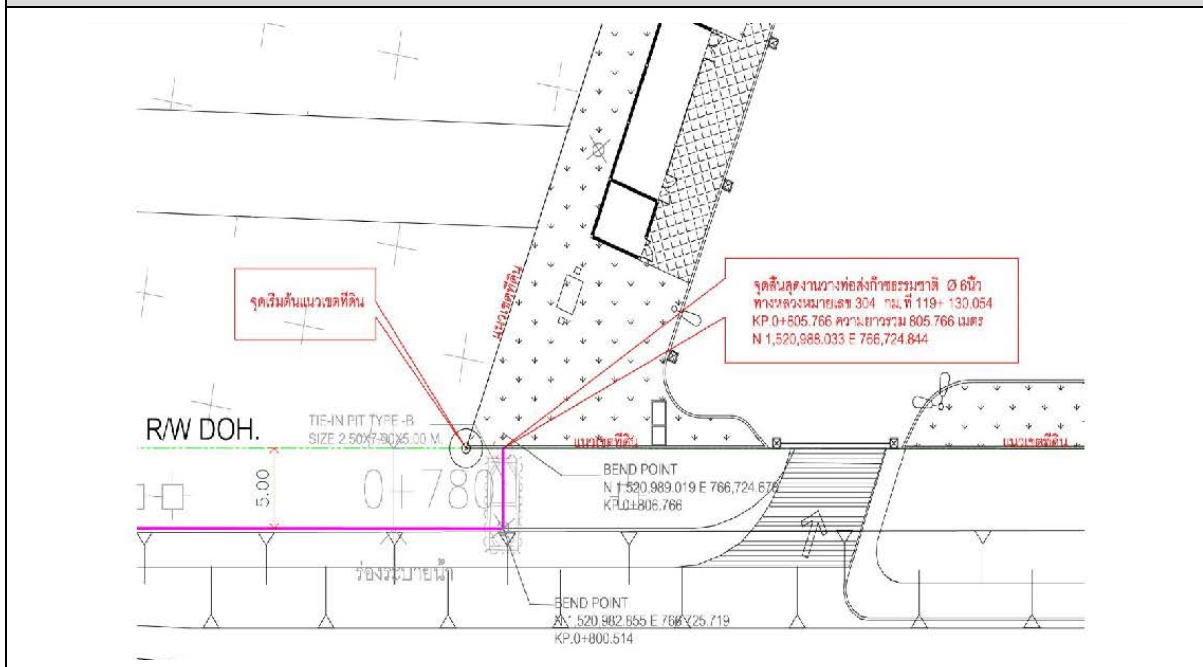 แนวเขตที่ดิน
จุดเริ่มต้นแนวเขตที่ดิน
จุดสิ้นสุดงานวางท่อส่งก๊าซธรรมชาติ Ø 6นิ้ว
ทางหลวงหมายเลข 304 กม.ที่ 119+ 130.054
KP.0+805.766 ความยาวรวม 805.766 เมตร
N 1,520,988.033 E 766,724.844
R/W DOH.
TIE-IN PIT TYPE -B
SIZE 2.50X7.90X5.00 M.
แนวเขตที่ดิน
แนวเขตที่ดิน
BEND POINT
N 1,520,989.019 E 766,724.676
KP.0+806.766
5.00
0+780
ร่องระบายน้ำ
BEND POINT
N 1,520,982.855 E 766,725.719
KP.0+800.514